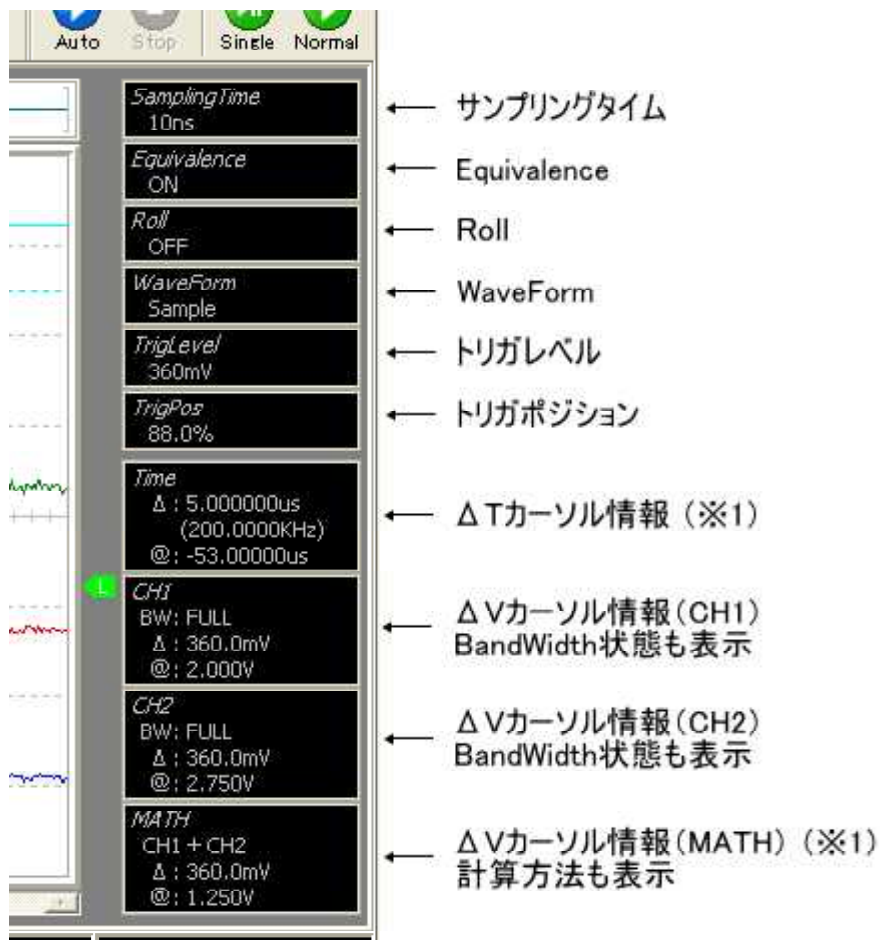 Auto Stop Single Normal
SamplingTime
10ns
← サンプリングタイム
Equivalence
ON
← Equivalence
Roll
OFF
← Roll
WaveForm
Sample
← WaveForm
TrigLevel
360mV
← トリガレベル
TrigPos
88.0%
← トリガポジション
Time
Δ : 5.000000us
(200.0000KHz)
@: -53.00000us
← ΔTカーソル情報（※1）
L
CH1
BW: FULL
Δ : 360.0mV
@: 2.000V
← ΔVカーソル情報(CH1)
BandWidth状態も表示
CH2
BW: FULL
Δ : 360.0mV
@: 2.750V
← ΔVカーソル情報(CH2)
BandWidth状態も表示
MATH
CH1 + CH2
Δ : 360.0mV
@: 1.250V
← ΔVカーソル情報(MATH)（※1）
計算方法も表示